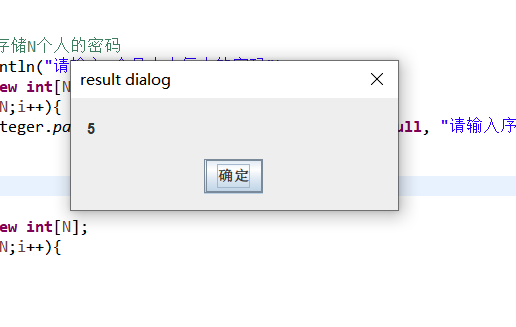 存储N个人的密码
ntln("请
ew int[N
result dialog
N;i++){
teger.pa
5
ull, "请输入序
确定
ew int[N];
N;i++){